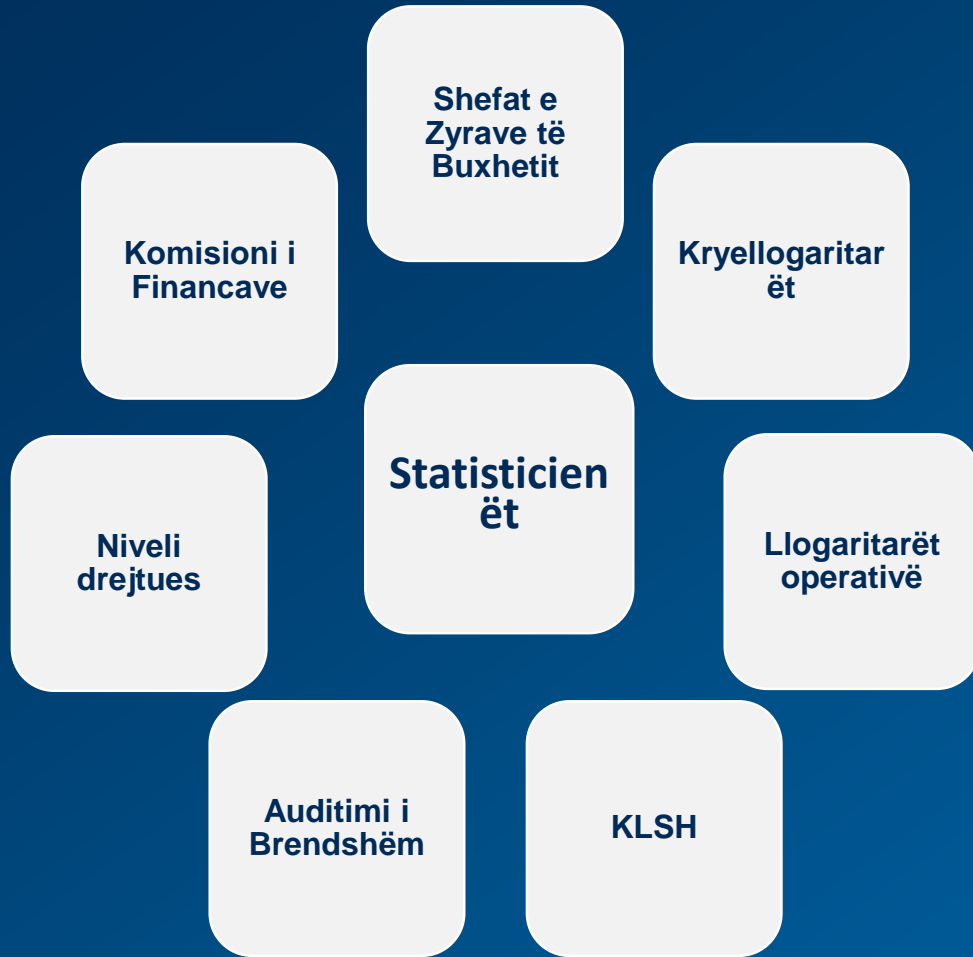 Shefat e
Zyrave të
Buxhetit
Komisioni i
Financave
Kryellogaritar
ët
Statisticien
ët
Niveli
drejtues
Llogaritarët
operativë
Auditimi i
Brendshëm
KLSH